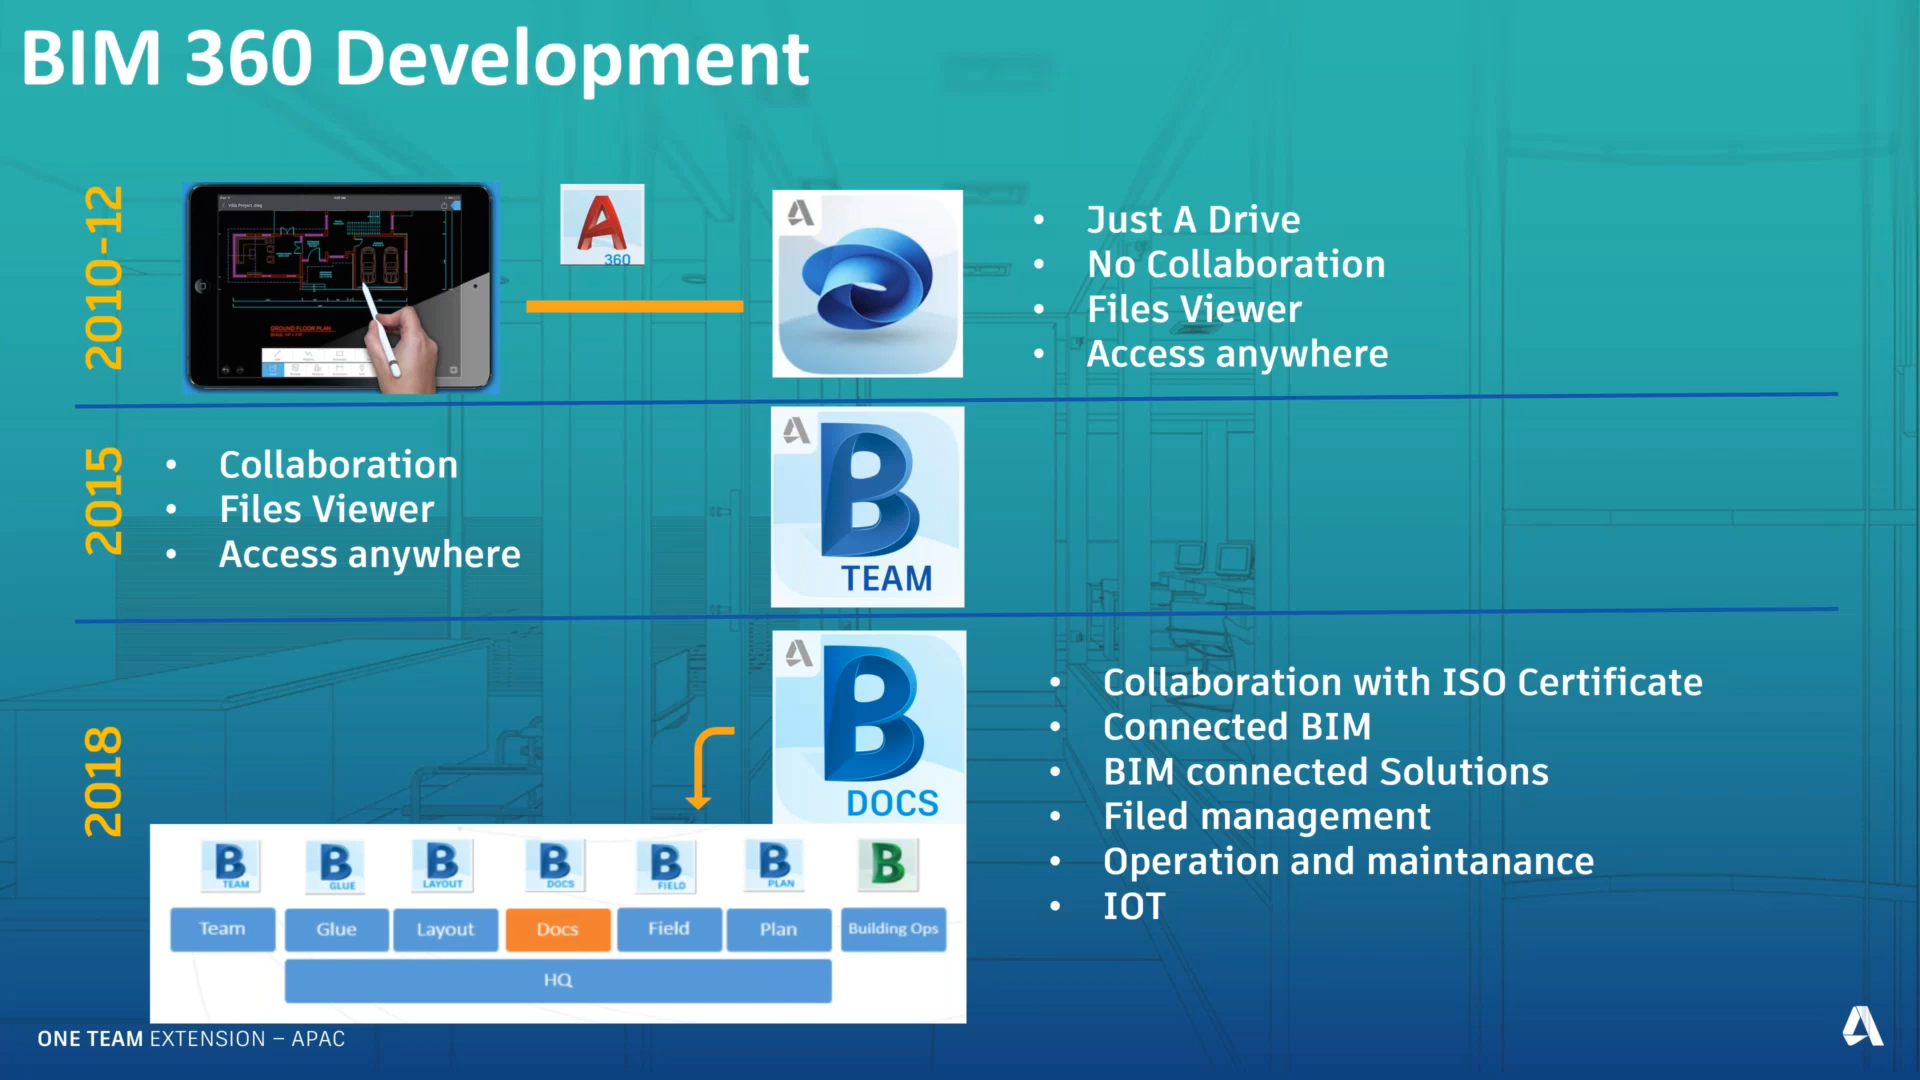 BIM 360 Development
2010-12
GROUND FLOOR PLAN
360
• Just A Drive
• No Collaboration
• Files Viewer
• Access anywhere
2015
• Collaboration
• Files Viewer
• Access anywhere
TEAM
2018
DOCS
• Collaboration with ISO Certificate
• Connected BIM
• BIM connected Solutions
• Filed management
• Operation and maintanance
• IOT
TEAM GLUE LAYOUT DOCS FIELD PLAN
Team Glue Layout Docs Field Plan Building Ops
HQ
ONE TEAM EXTENSION – APAC